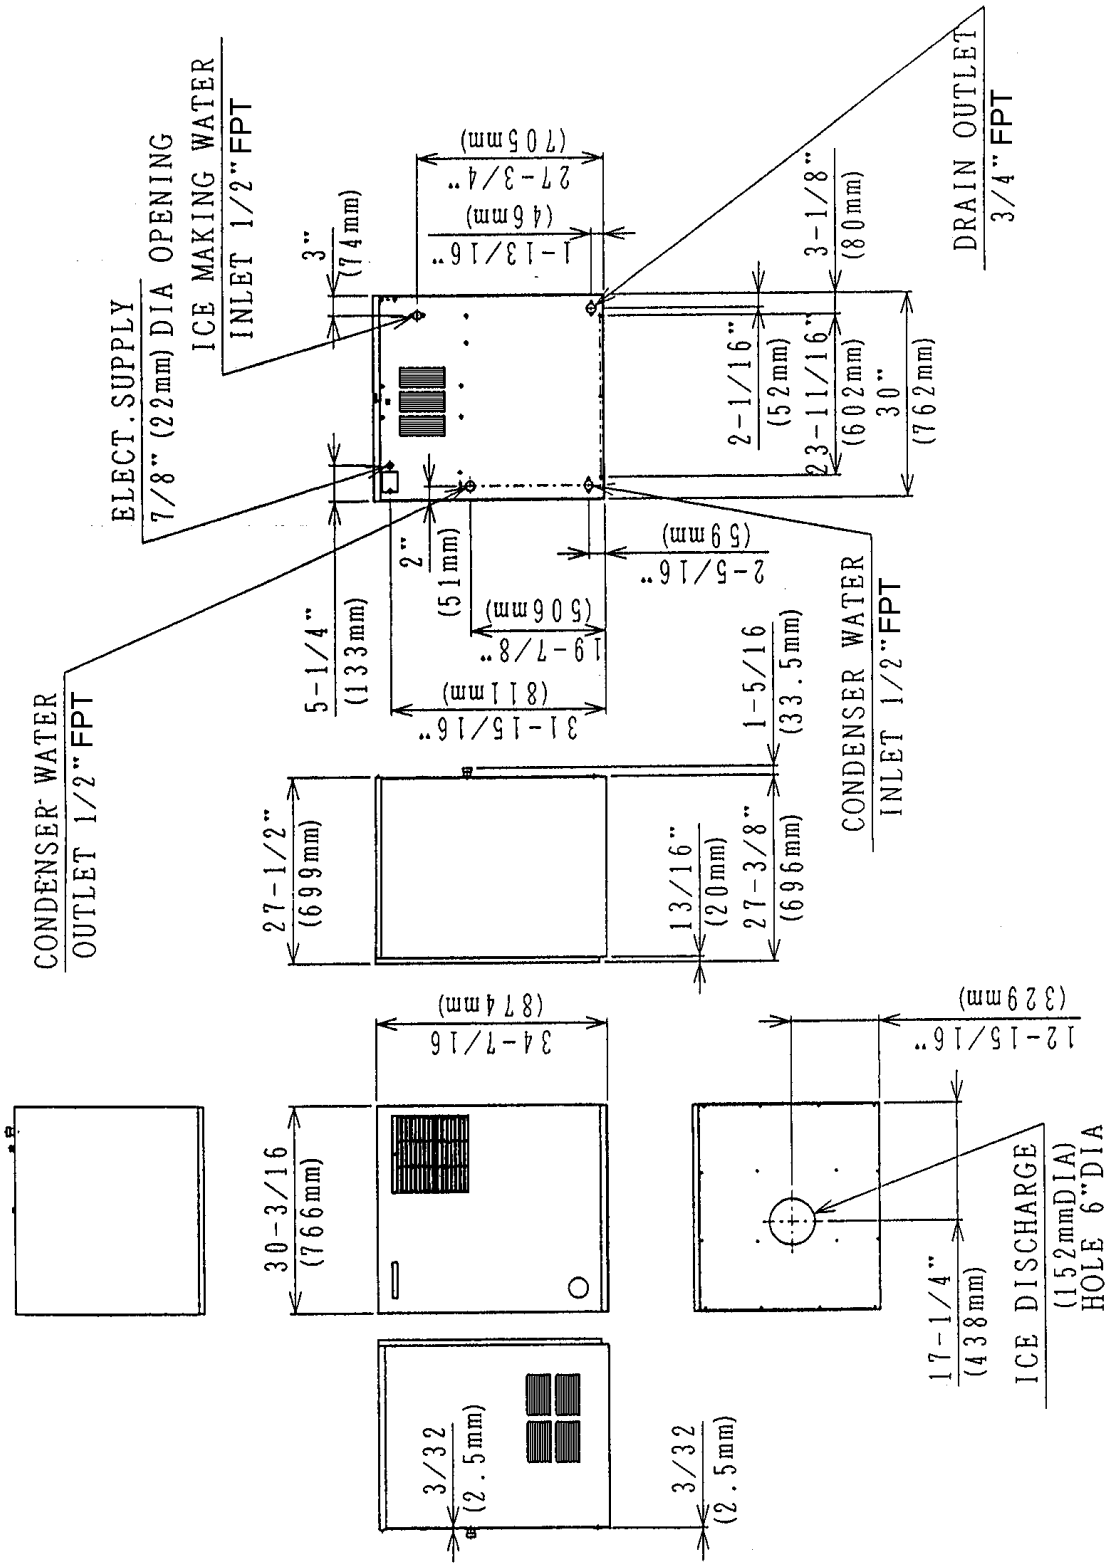 CONDENSER WATER
OUTLET 1/2" FPT
ELECT.SUPPLY
7/8" (22mm) DIA OPENING
ICE MAKING WATER
INLET 1/2" FPT
3"
(74mm)
27-3/4"
(705mm)
1-13/16"
(46mm)
DRAIN OUTLET
3/4" FPT
3-1/8"
(80mm)
2-1/16"
(52mm)
23-11/16"
(602mm)
30"
(762mm)
5-1/4"
(133mm)
2"
(51mm)
2-5/16"
(59mm)
19-7/8"
(506mm)
31-15/16"
(811mm)
CONDENSER WATER
INLET 1/2" FPT
27-1/2"
(699mm)
1-5/16
(33.5mm)
13/16"
(20mm)
27-3/8"
(696mm)
34-7/16
(874mm)
30-3/16
(766mm)
12-15/16"
(329mm)
17-1/4"
(438mm)
ICE DISCHARGE
(152mmDIA)
HOLE 6"DIA
3/32
(2.5mm)
3/32
(2.5mm)